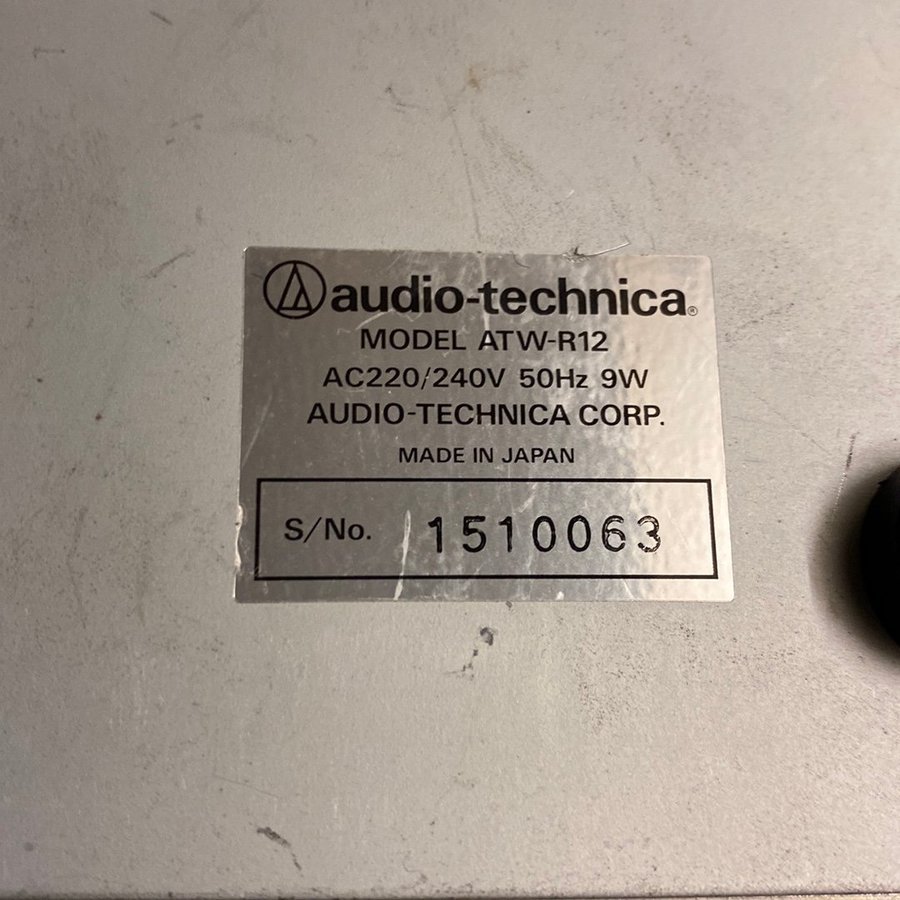 audio-technica®
MODEL ATW-R12
AC220/240V 50Hz 9W
AUDIO-TECHNICA CORP.
MADE IN JAPAN
S/No. 1510063